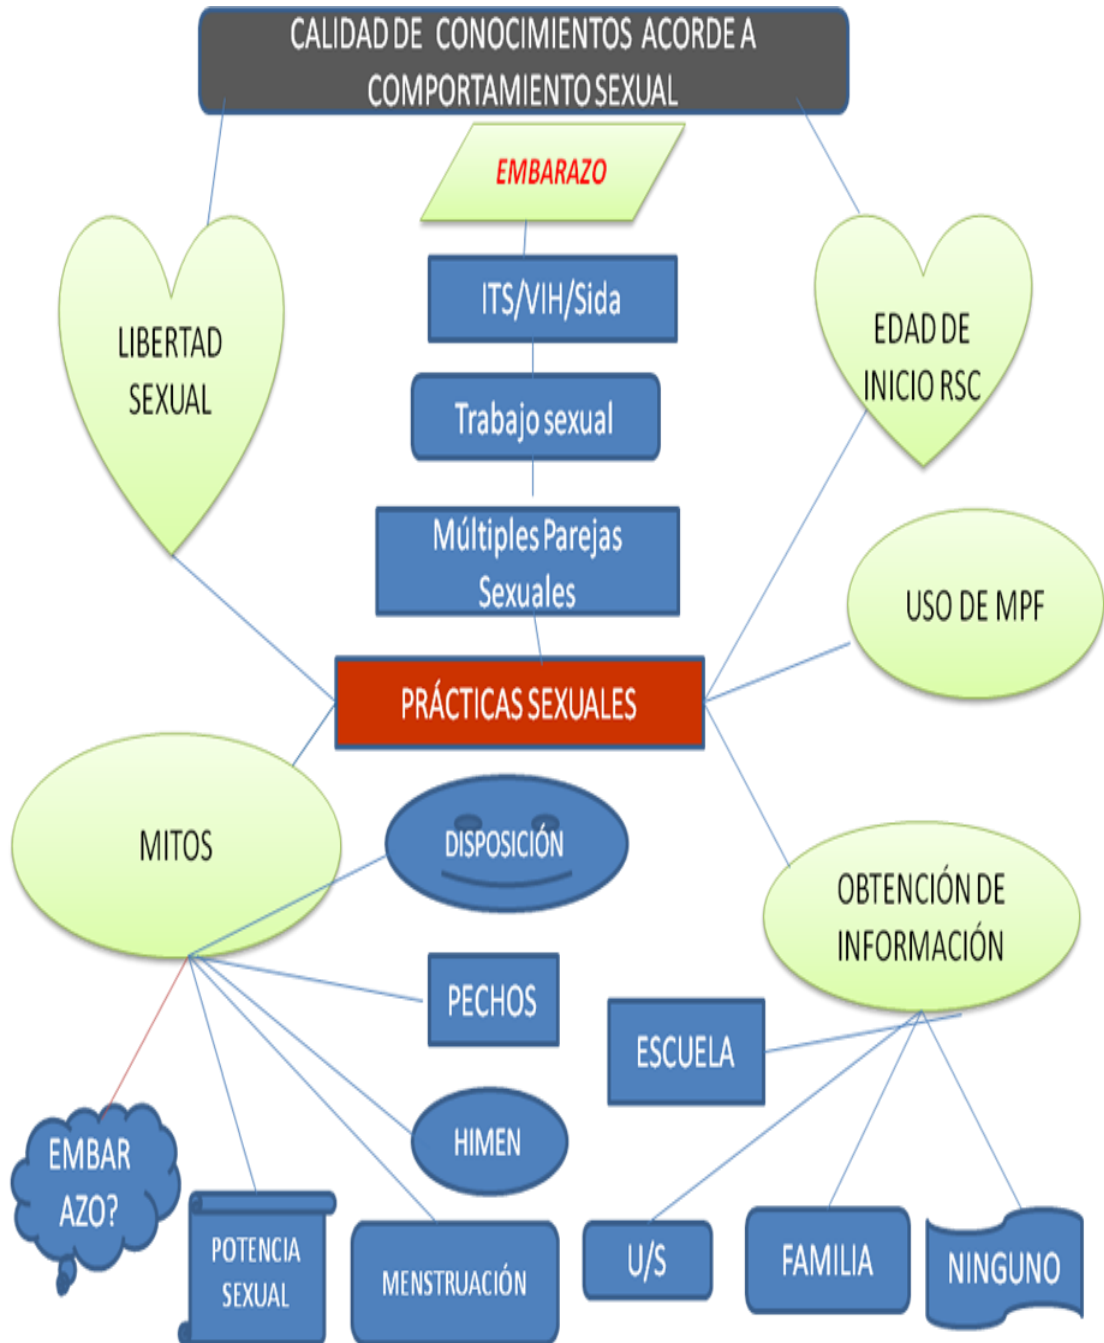 CALIDAD DE CONOCIMIENTOS ACORDE A
COMPORTAMIENTO SEXUAL
EMBARAZO
ITS/VIH/Sida
LIBERTAD
SEXUAL
EDAD DE
INICIO RSC
Trabajo sexual
Múltiples Parejas
Sexuales
USO DE MPF
PRÁCTICAS SEXUALES
MITOS
DISPOSICIÓN
OBTENCIÓN DE
INFORMACIÓN
PECHOS
ESCUELA
HIMEN
EMBAR
AZO?
POTENCIA
SEXUAL
MENSTRUACIÓN
U/S
FAMILIA
NINGUNO